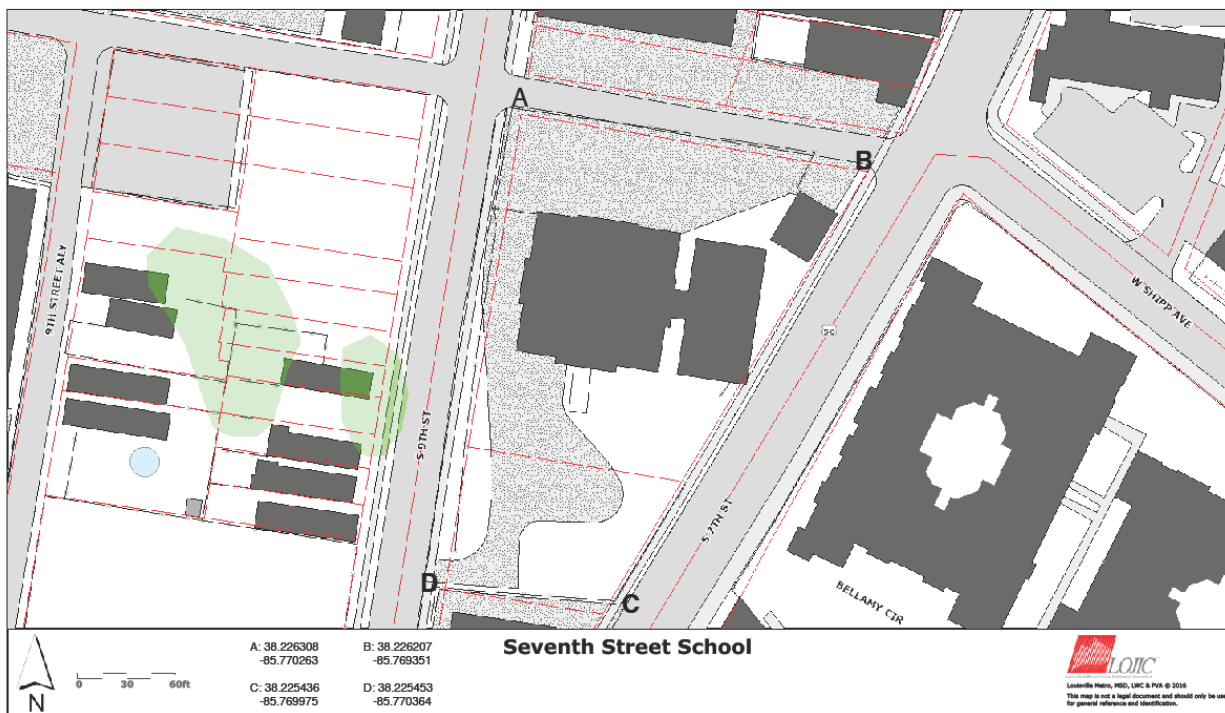 A
B
9TH STREET ALY
W SHIPP AVE
S 9TH ST
S 7TH ST
D
C
BELLAMY CIR
Seventh Street School
N
0 30 60ft
A: 38.226308
-85.770263
B: 38.226207
-85.769351
C: 38.225436
-85.769975
D: 38.225453
-85.770364
LOJIC
Louisville Metro, MSD, LWC & PVA © 2016
This map is not a legal document and should only be use
for general reference and identification.